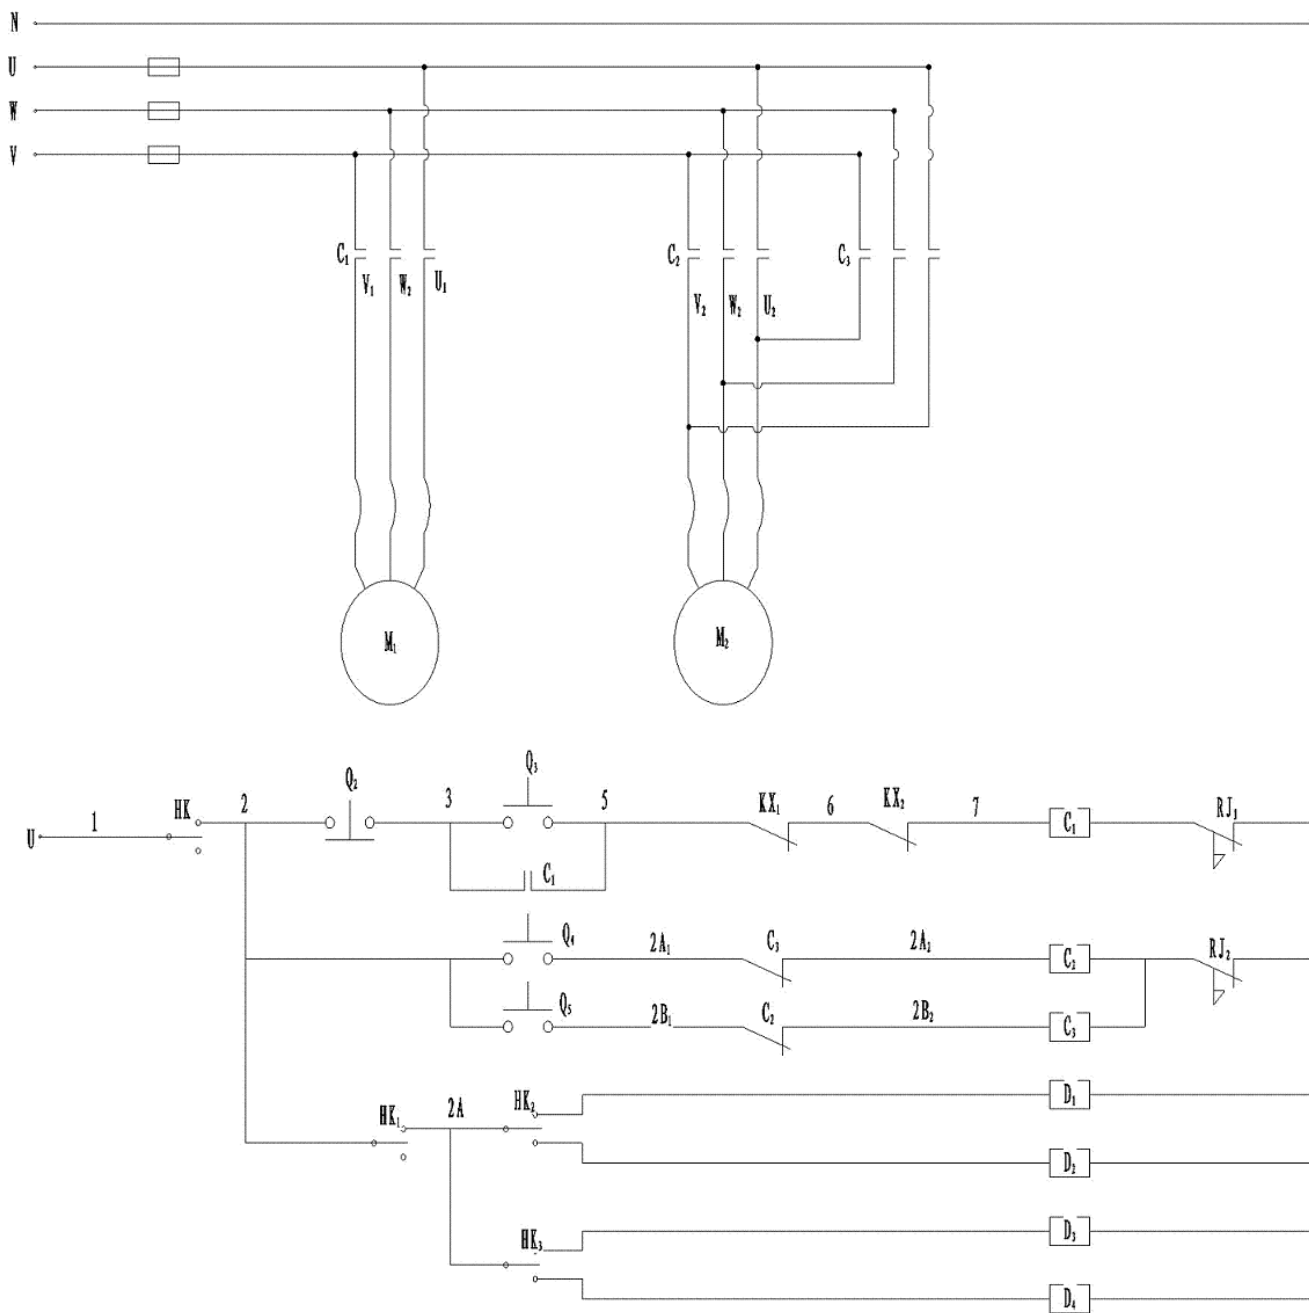 N
U
W
V
C₁
V₁
W₂
U₁
C₂
V₂
W₂
U₂
C₃
M₁
M₂
U
1
HK
2
Q₂
3
Q₃
5
KX₁
6
KX₂
7
C₁
C₁
Q₄
2A₁
C₃
2A₂
C₂
RJ₂
Q₅
2B₁
C₂
2B₂
C₃
HK₁
2A
HK₂
D₁
D₂
HK₃
D₃
D₄